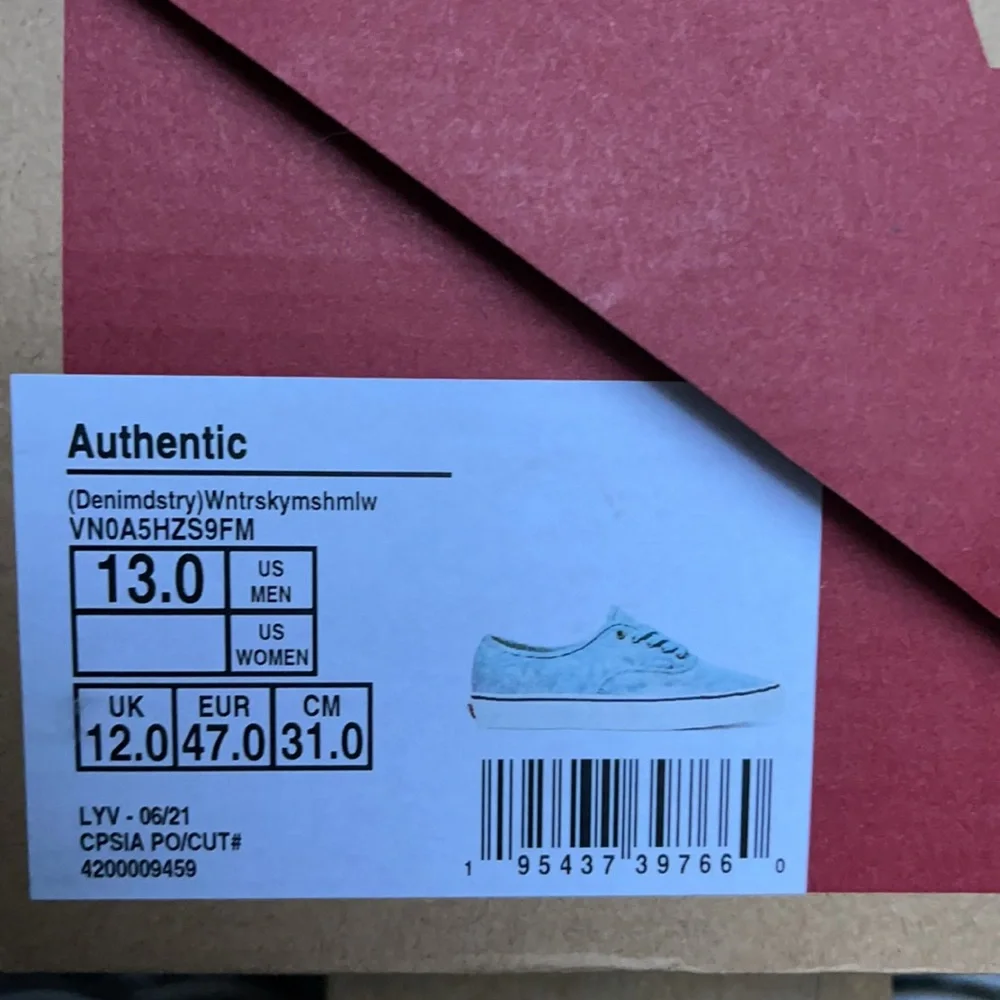 Authentic
(Denimdstry)Wntrskymshmlw
VN0A5HZS9FM
13.0 US MEN
US WOMEN
UK EUR CM
12.0 47.0 31.0
LYV - 06/21
CPSIA PO/CUT#
4200009459
1 95437 39766 0